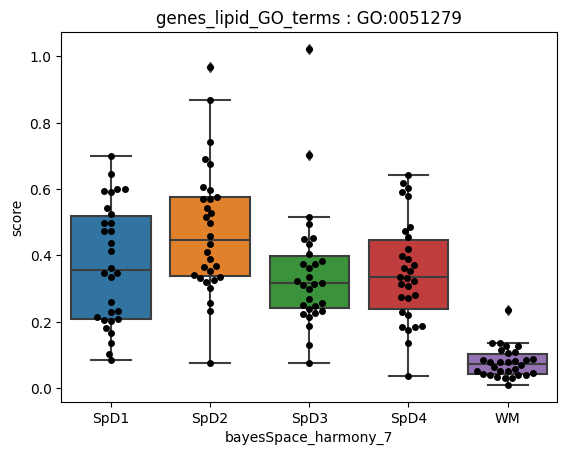 genes_lipid_GO_terms : GO:0051279
1.0
0.8
0.6
0.4
0.2
0.0
score
SpD1 SpD2 SpD3 SpD4 WM
bayesSpace_harmony_7